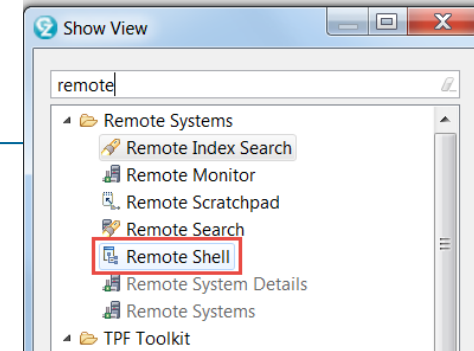 Show View
remote
Remote Systems
Remote Index Search
Remote Monitor
Remote Scratchpad
Remote Search
Remote Shell
Remote System Details
Remote Systems
TPF Toolkit